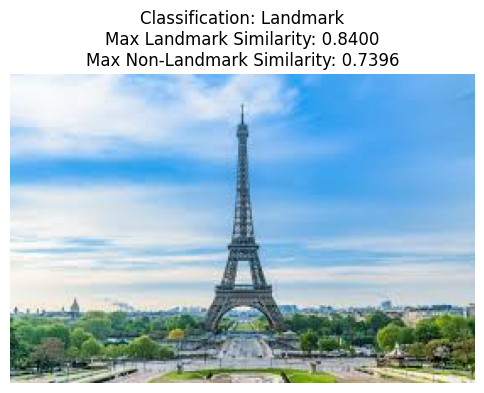 Classification: Landmark
Max Landmark Similarity: 0.8400
Max Non-Landmark Similarity: 0.7396